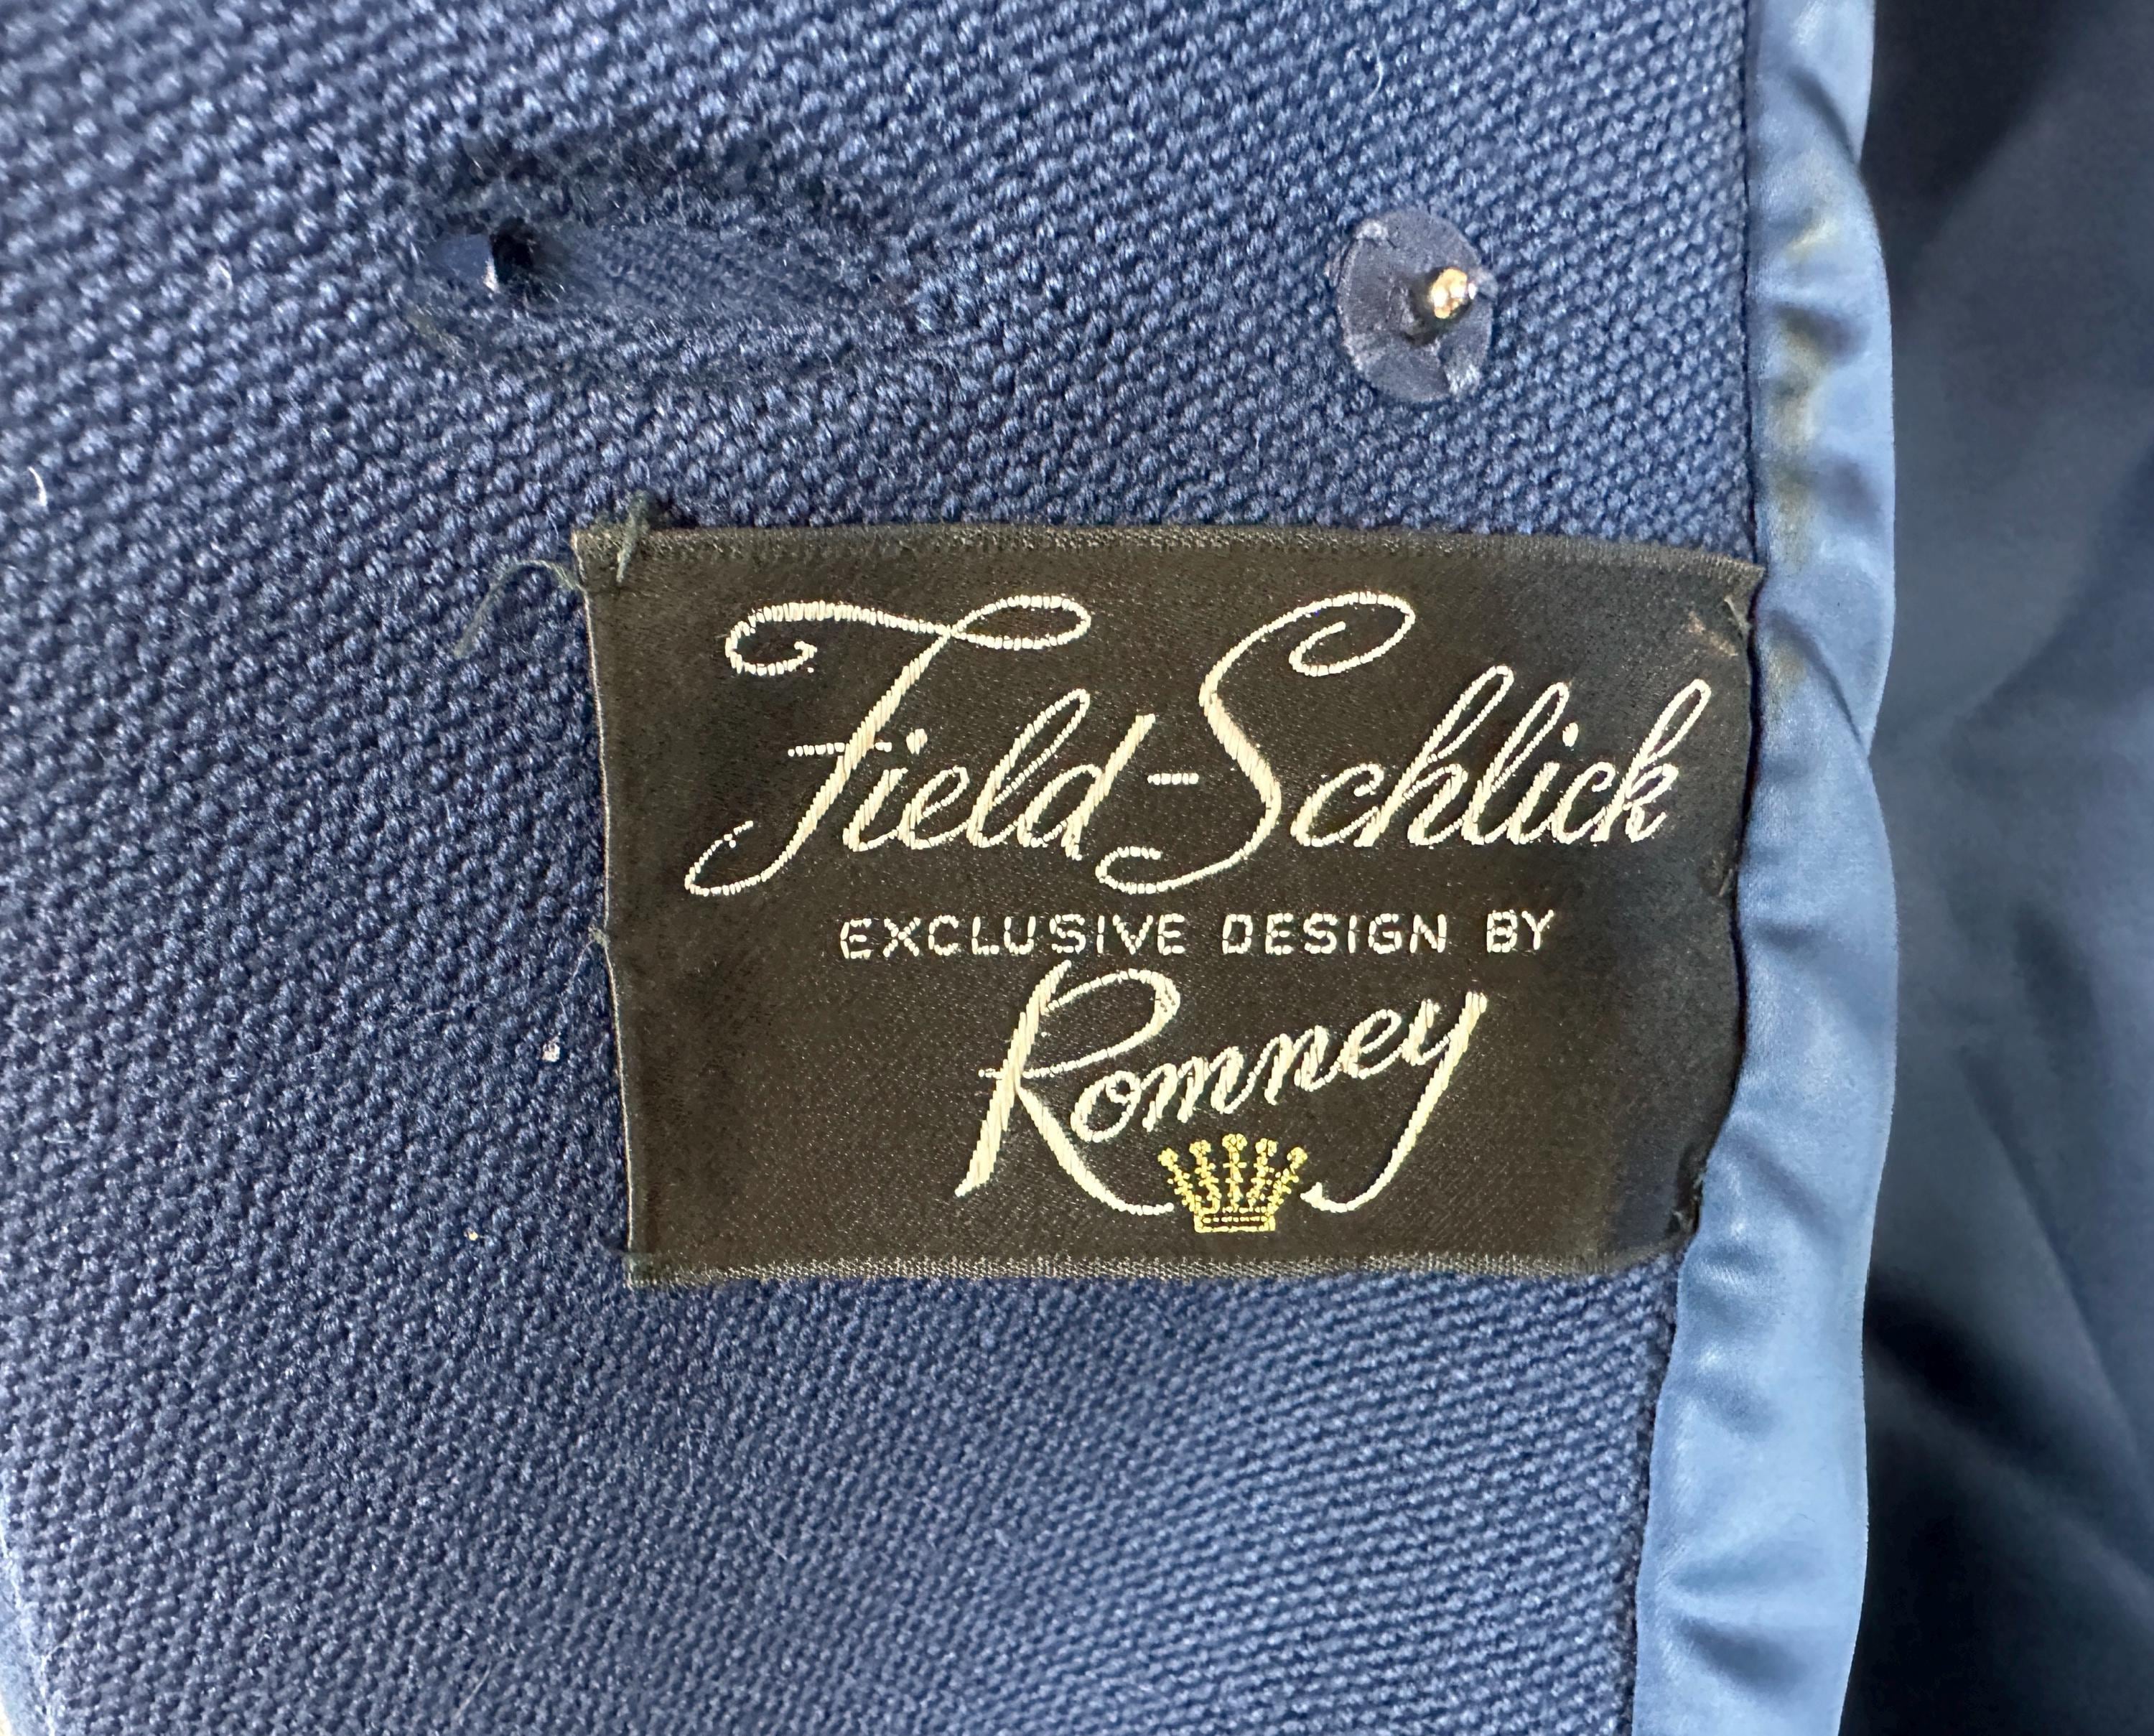 Field-Schlick
EXCLUSIVE DESIGN BY
Romney